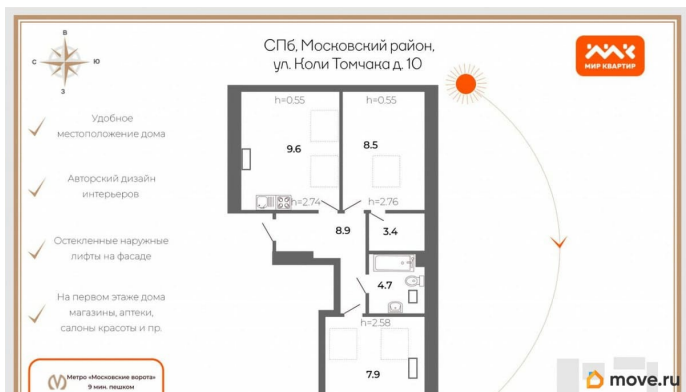 СПб, Московский район,
ул. Коли Томчака д. 10
МИР КВАРТИР
В
С
Ю
З
Удобное
местоположение дома
Авторский дизайн
интерьеров
Остекленные наружные
лифты на фасаде
На первом этаже дома
магазины, аптеки,
салоны красоты и пр.
Метро «Московские ворота»
9 мин. пешком
h=0.55
h=0.55
9.6
8.5
h=2.74
h=2.76
8.9
3.4
4.7
h=2.58
7.9
move.ru